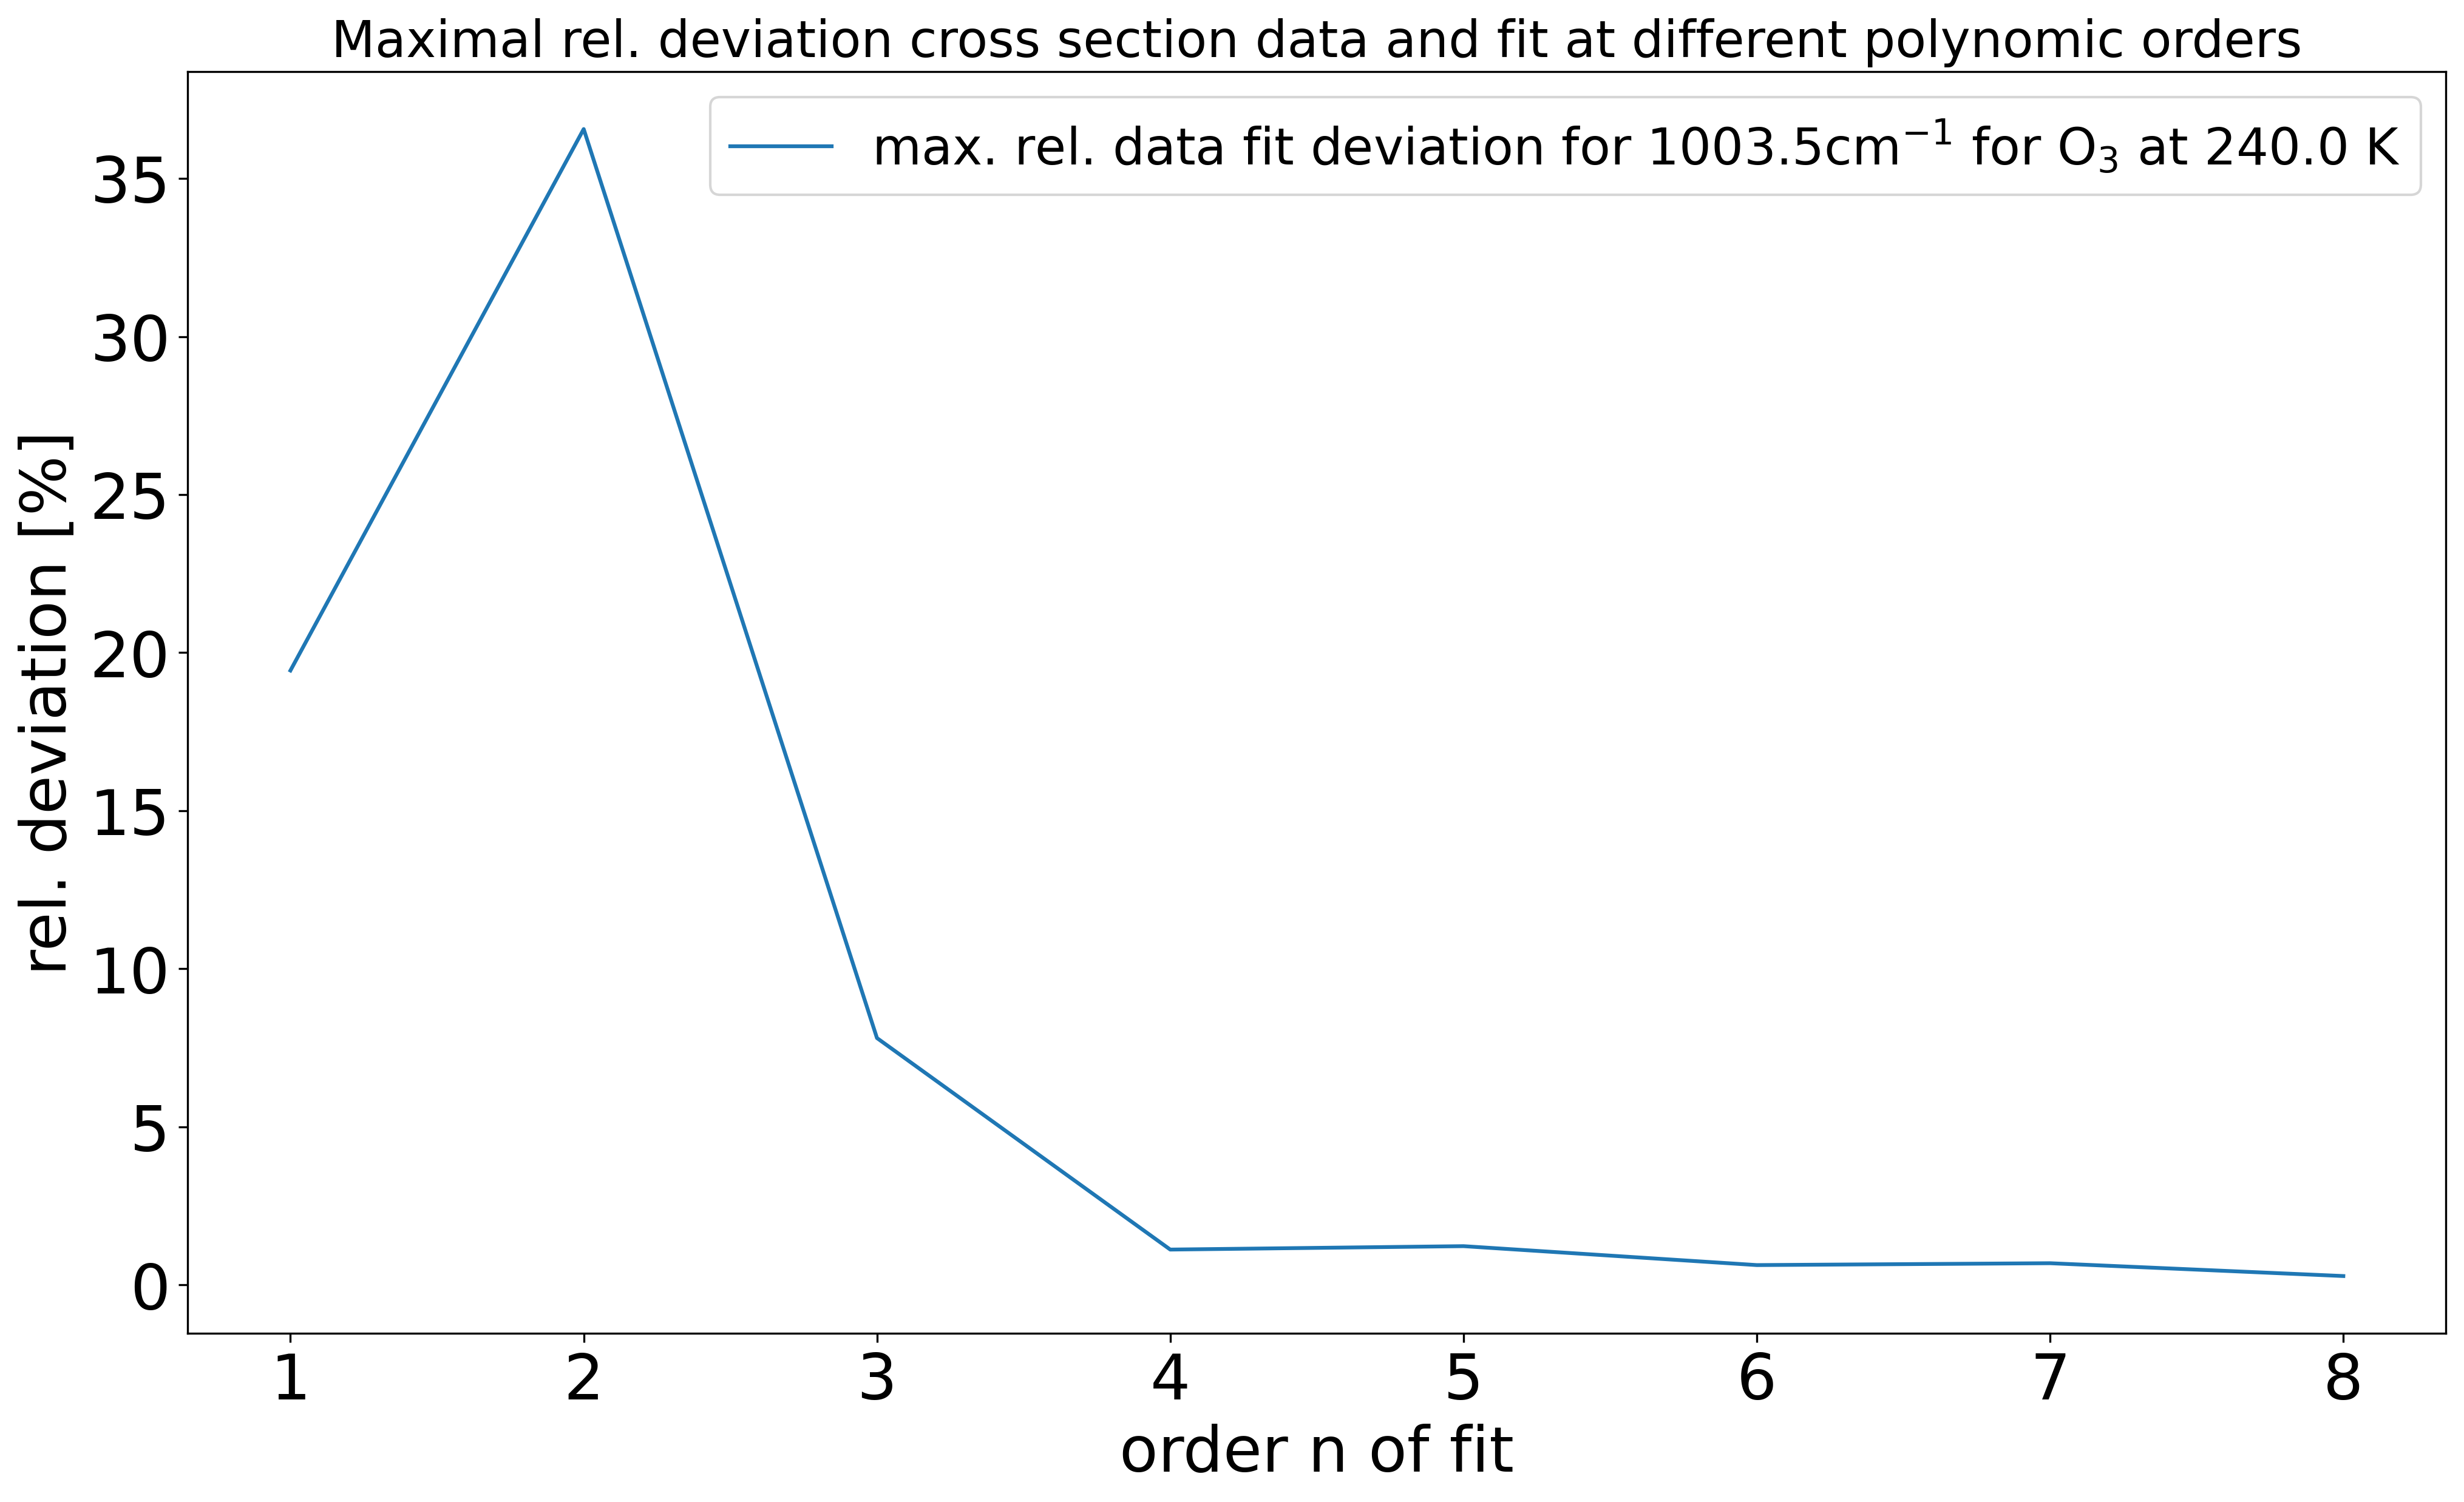 Maximal rel. deviation cross section data and fit at different polynomic orders
max. rel. data fit deviation for 1003.5cm⁻¹ for O₃ at 240.0 K
rel. deviation [%]
35
30
25
20
15
10
5
0
1 2 3 4 5 6 7 8
order n of fit